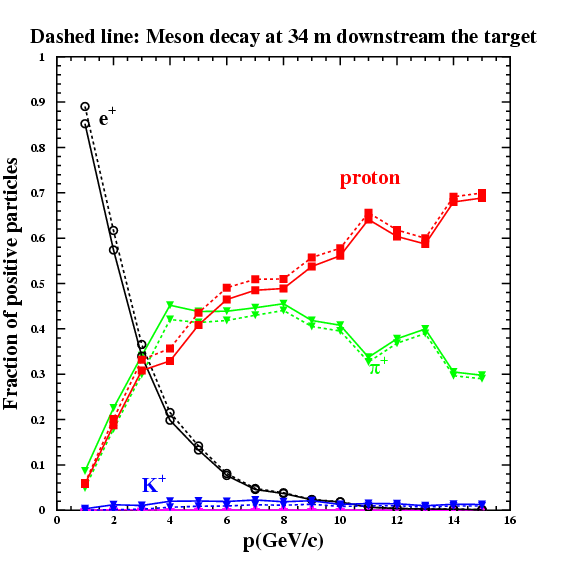 Dashed line: Meson decay at 34 m downstream the target
1
0.9
0.8
0.7
0.6
0.5
0.4
0.3
0.2
0.1
0
e+
proton
π+
K+
0 2 4 6 8 10 12 14 16
p(GeV/c)
Fraction of positive particles